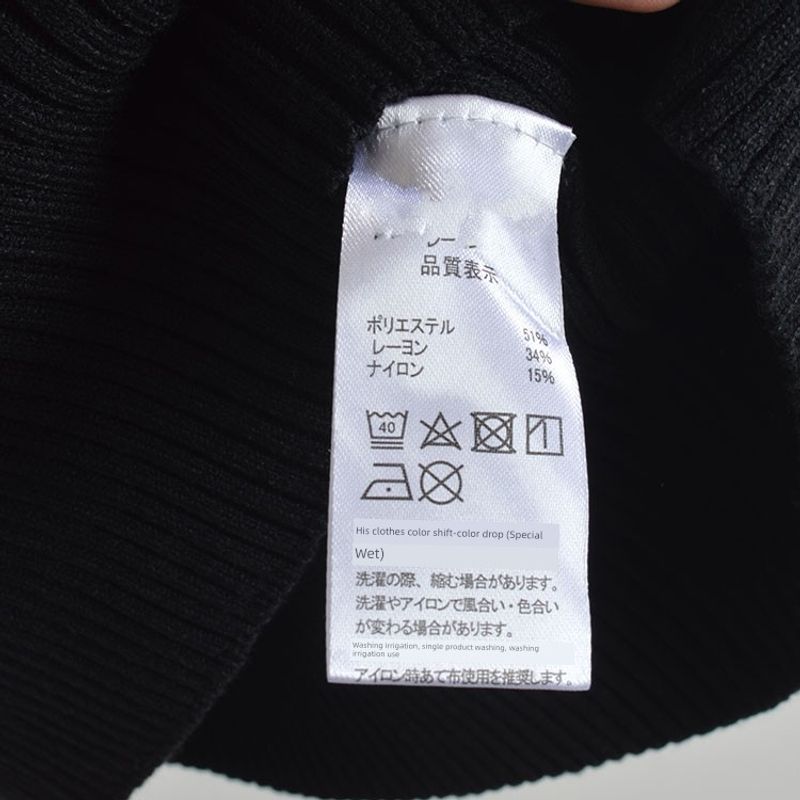 品質表示
ポリエステル 51%
レーヨン 34%
ナイロン 15%
40
His clothes color shift-color drop (Special
Wet)
洗濯の際、縮む場合があります。
洗濯やアイロンで風合い・色合い
が変わる場合があります。
Washing irrigation, single product washing, washing
irrigation use
アイロン時あて布使用を推奨します。